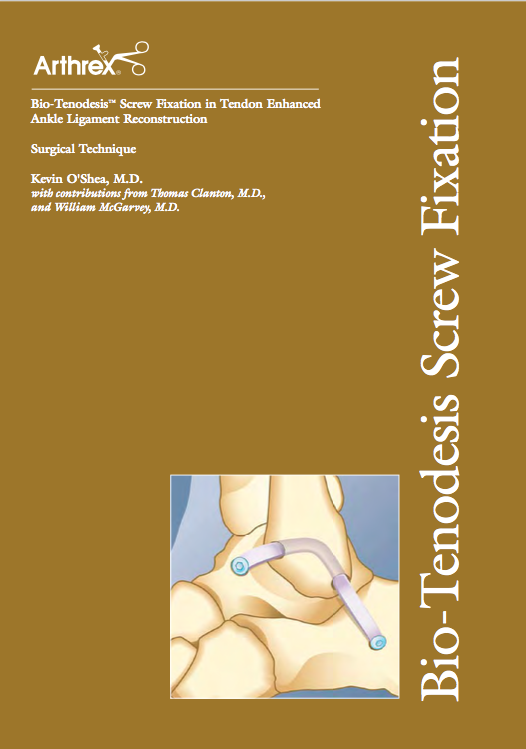 Arthrex®
Bio-Tenodesis™ Screw Fixation in Tendon Enhanced
Ankle Ligament Reconstruction
Surgical Technique
Kevin O'Shea, M.D.
with contributions from Thomas Clanton, M.D.,
and William McGarvey, M.D.
Bio-Tenodesis Screw Fixation